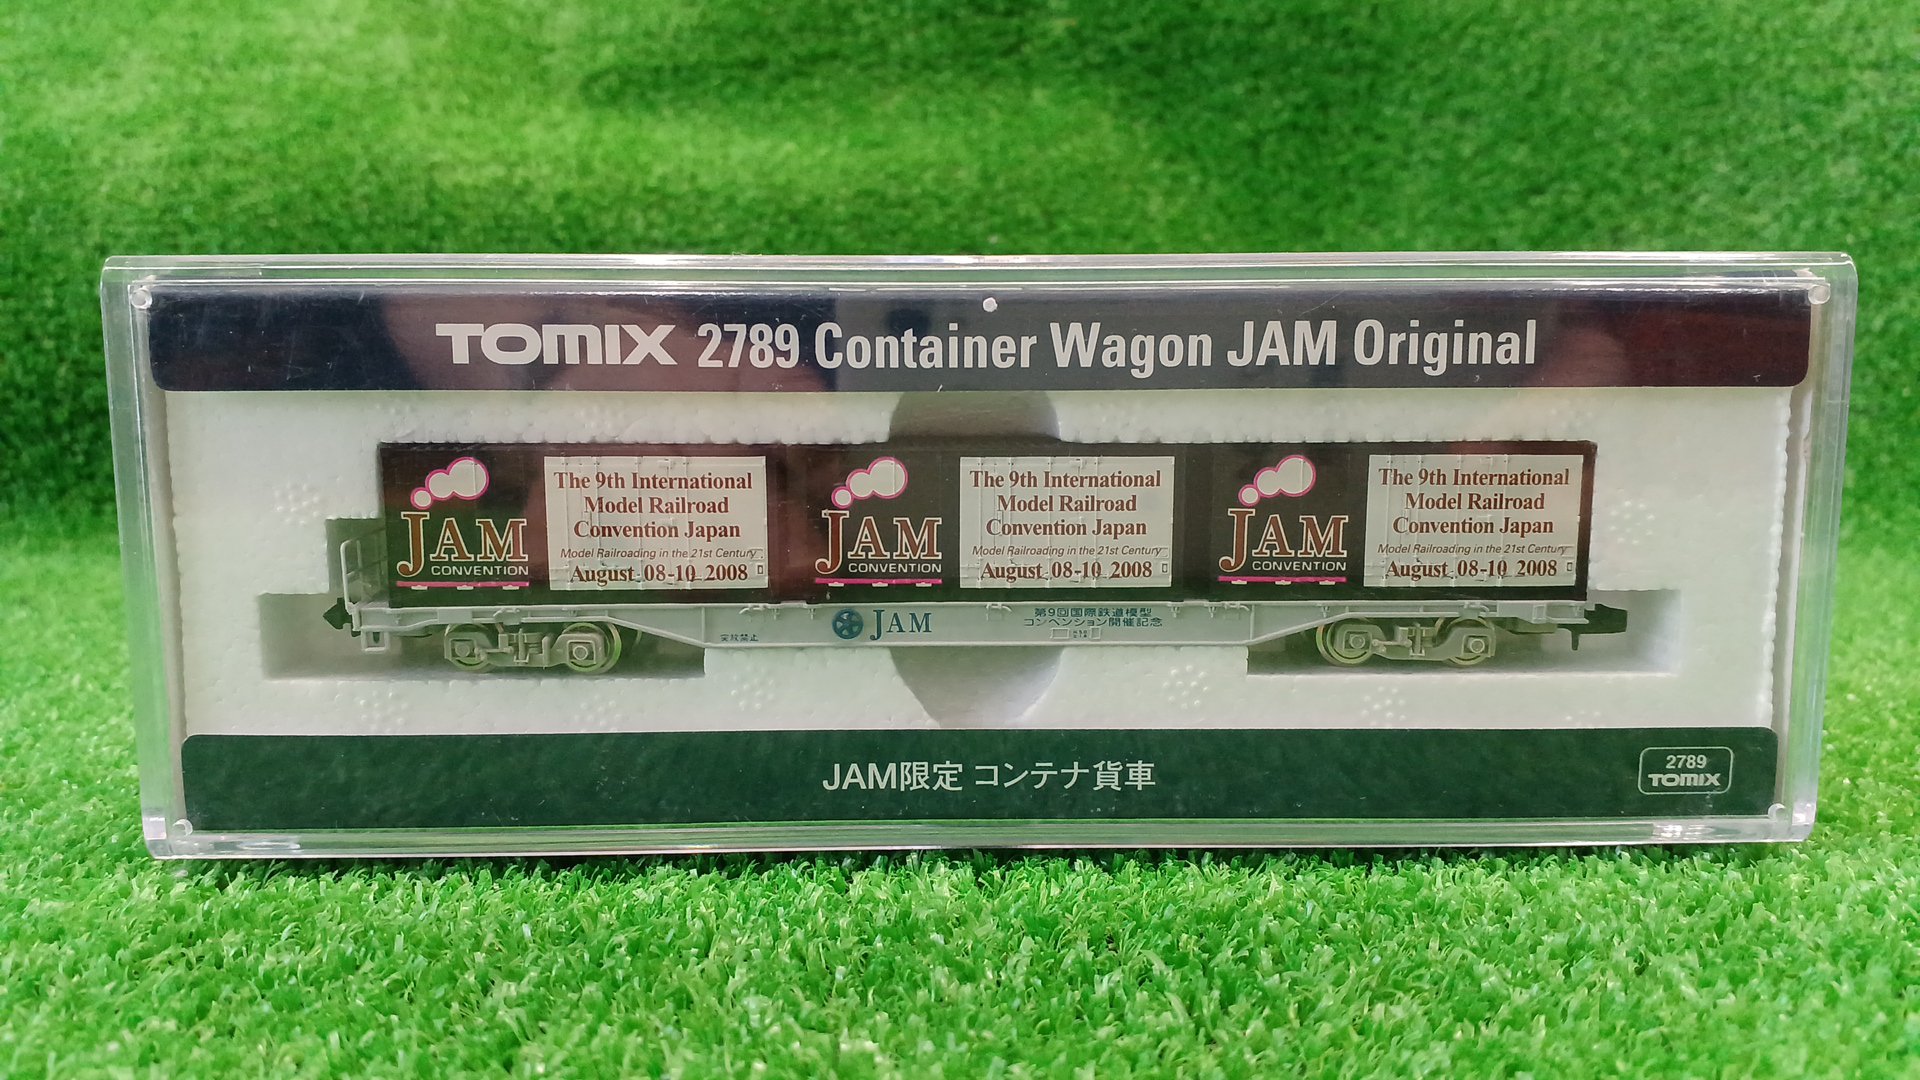 TOMIX 2789 Container Wagon JAM Original
JAM
CONVENTION
The 9th International
Model Railroad
Convention Japan
Model Railroading in the 21st Century
August 08-10 2008
JAM
CONVENTION
The 9th International
Model Railroad
Convention Japan
Model Railroading in the 21st Century
August 08-10 2008
JAM
CONVENTION
The 9th International
Model Railroad
Convention Japan
Model Railroading in the 21st Century
August 08-10 2008
突放禁止
JAM
第9回国際鉄道模型
コンベンション開催記念
JAM限定 コンテナ貨車
2789
TOMIX